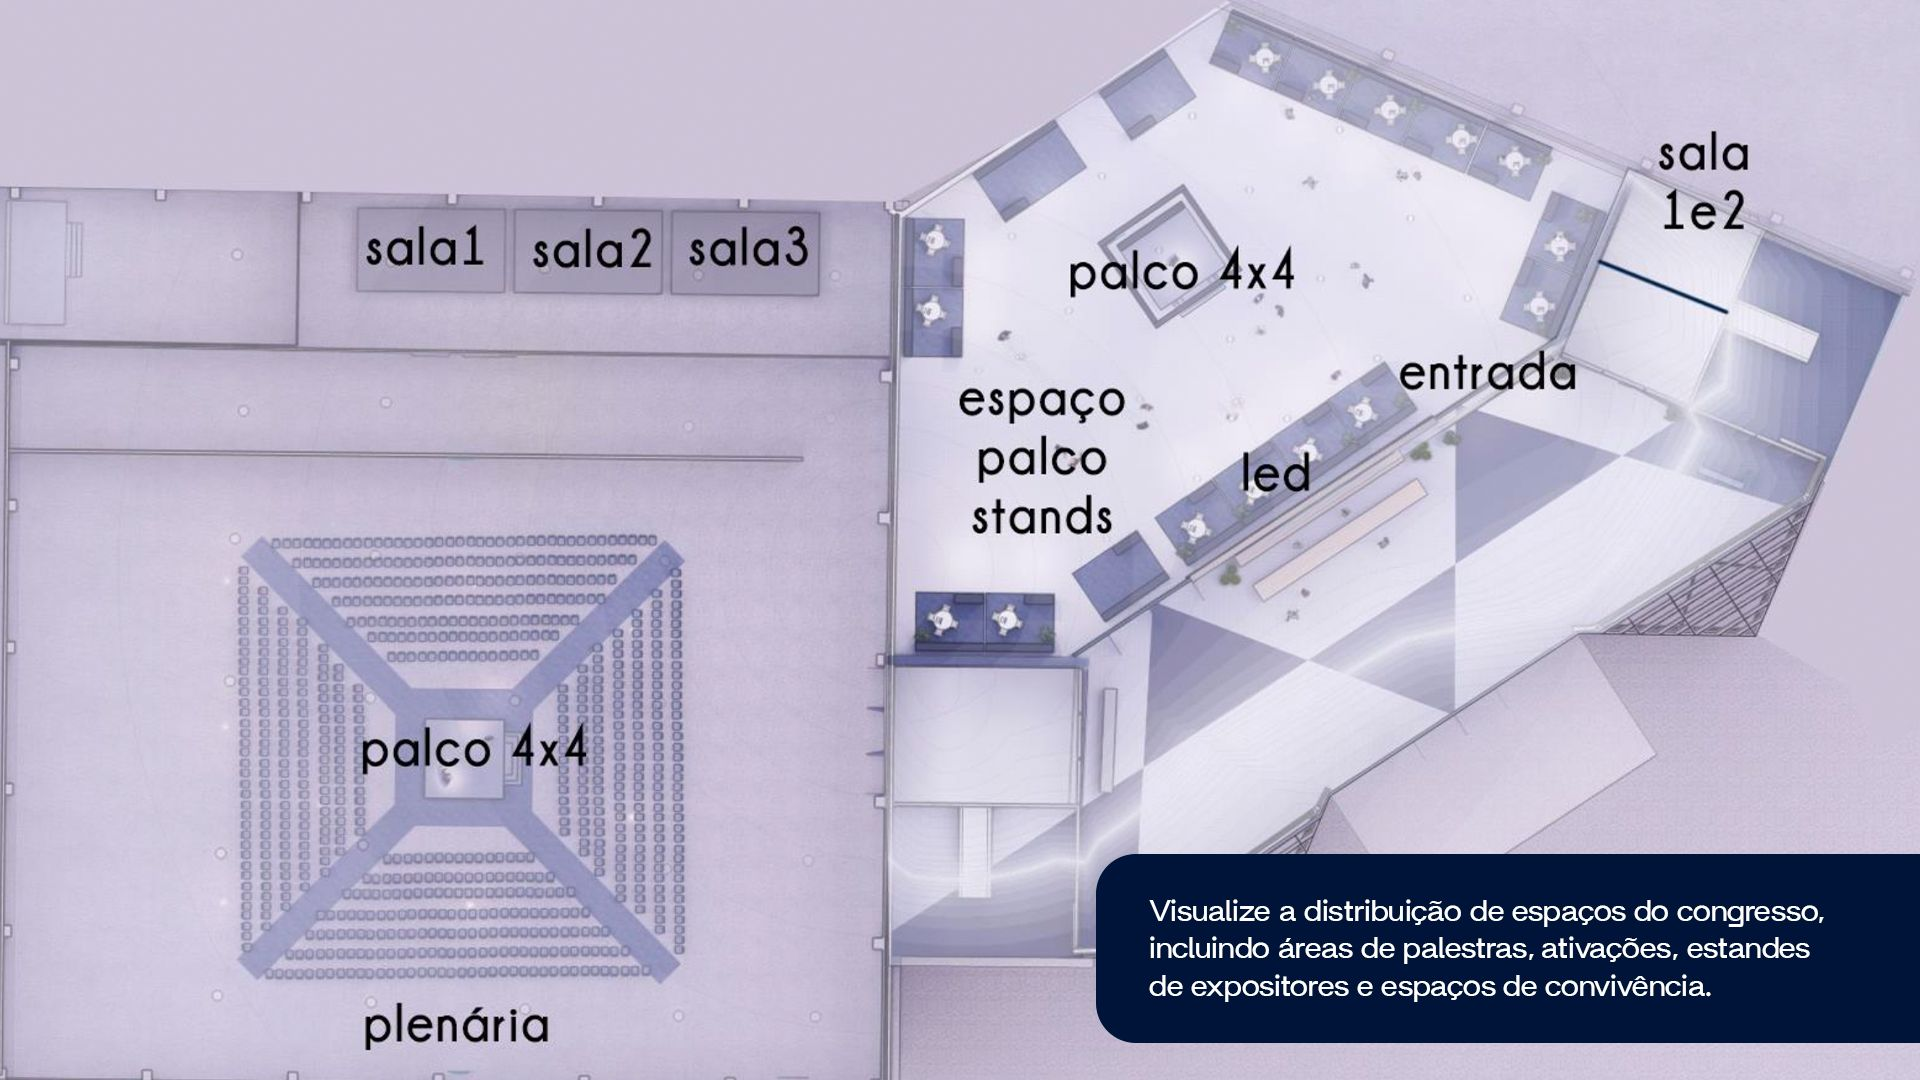 sala
1e2
sala1
sala2
sala3
palco 4x4
entrada
espaço
palco
stands
led
palco 4x4
plenária
Visualize a distribuição de espaços do congresso,
incluindo áreas de palestras, ativações, estandes
de expositores e espaços de convivência.